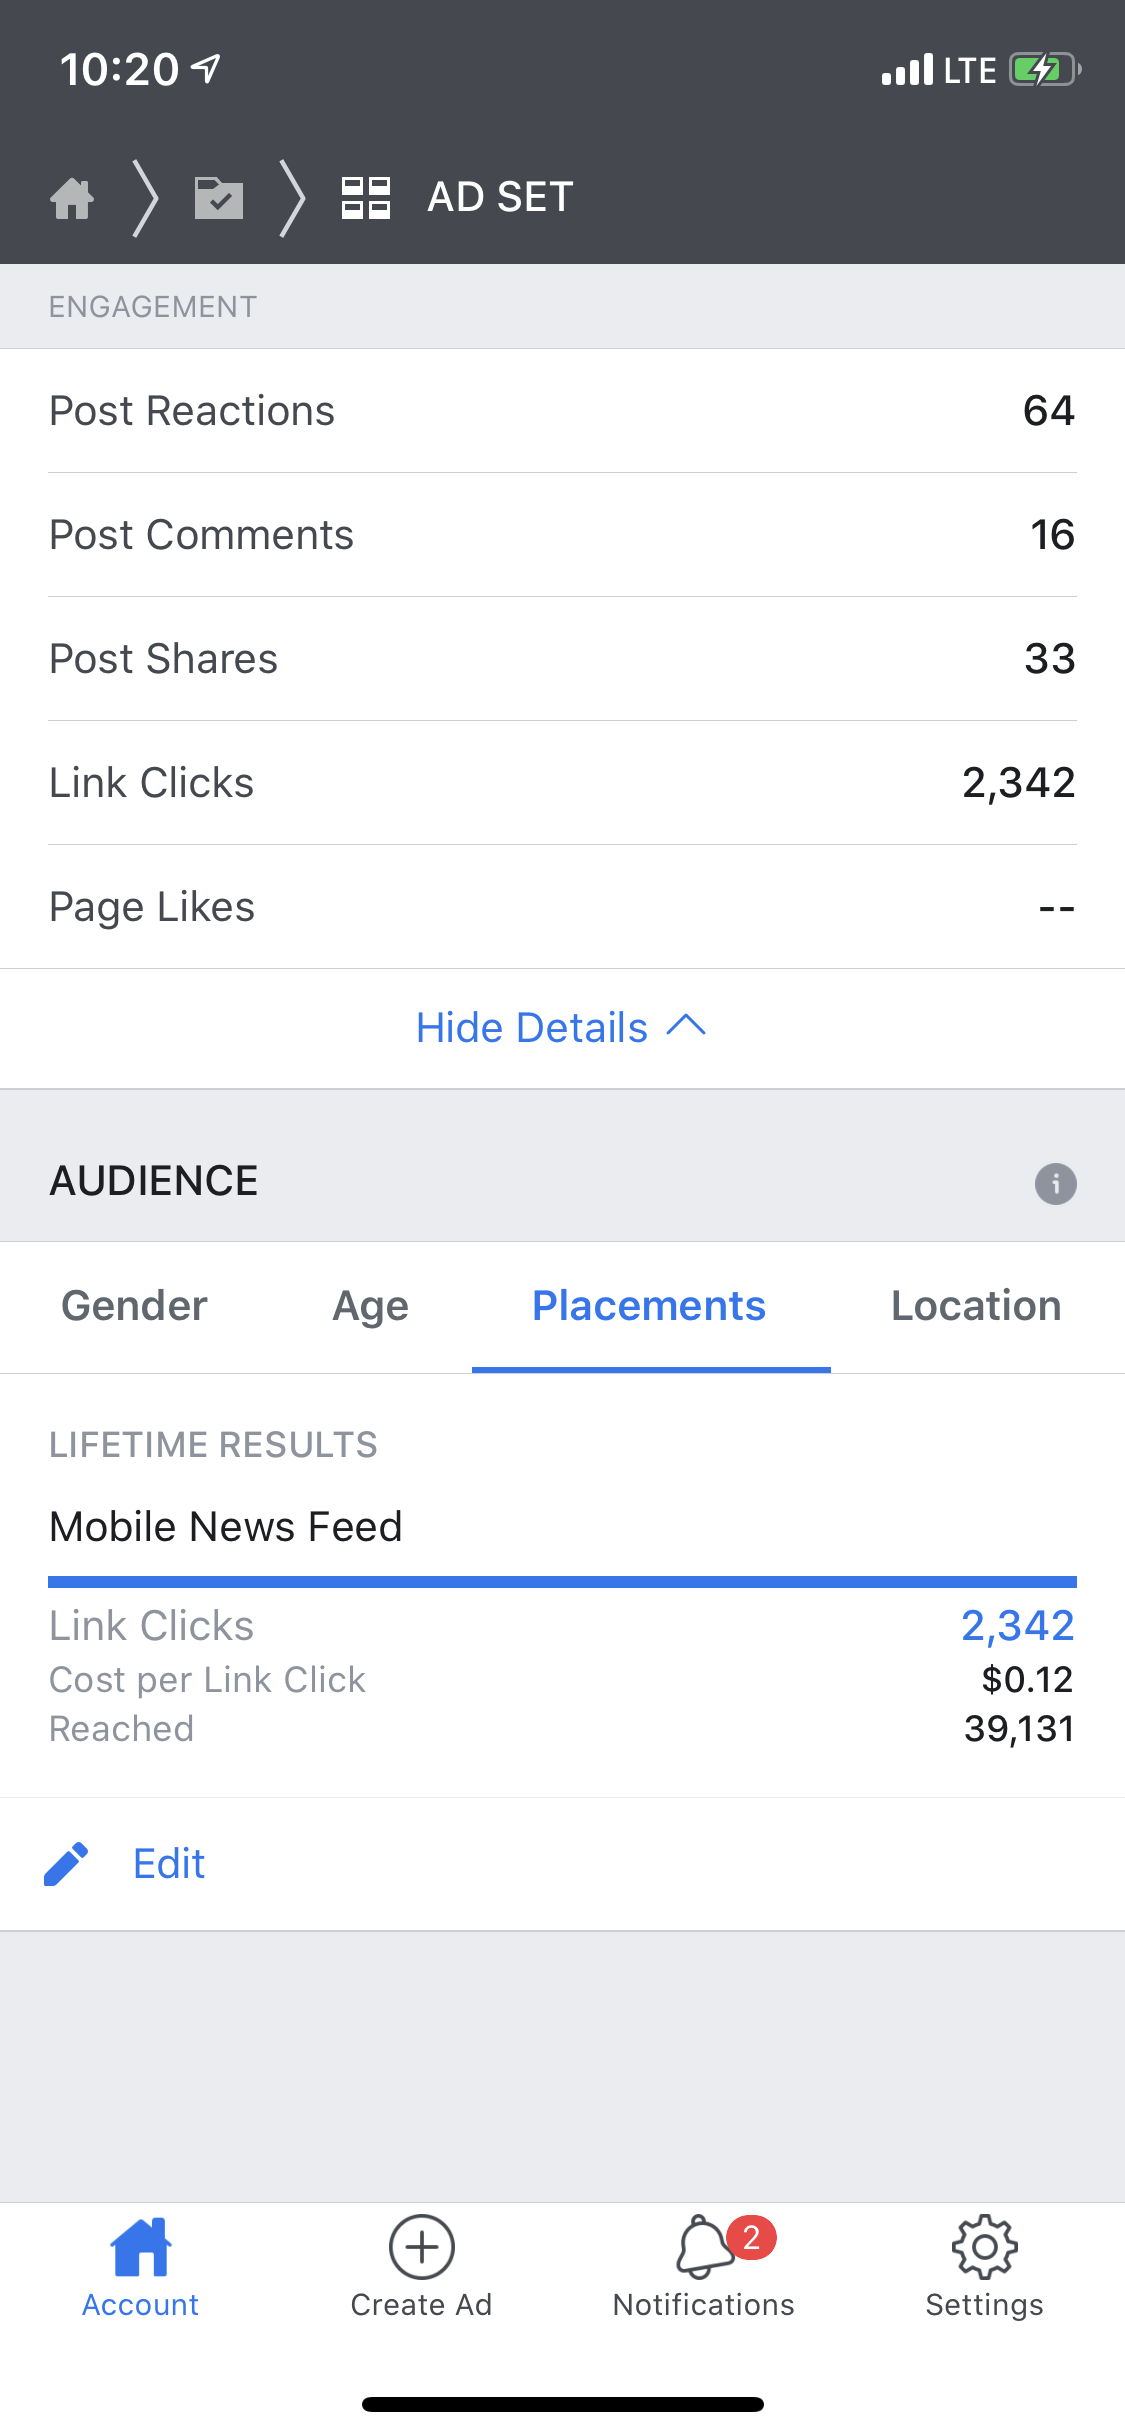 10:20
LTE
AD SET
ENGAGEMENT
Post Reactions 64
Post Comments 16
Post Shares 33
Link Clicks 2,342
Page Likes --
Hide Details
AUDIENCE
Gender Age Placements Location
LIFETIME RESULTS
Mobile News Feed
Link Clicks 2,342
Cost per Link Click $0.12
Reached 39,131
Edit
2
Account Create Ad Notifications Settings